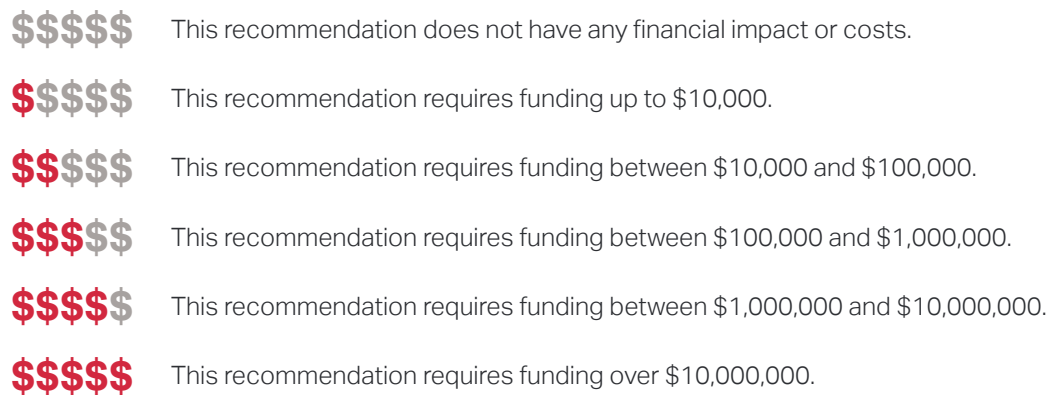 $$$$$ This recommendation does not have any financial impact or costs.
$$$$$ This recommendation requires funding up to $10,000.
$$$$$ This recommendation requires funding between $10,000 and $100,000.
$$$$$ This recommendation requires funding between $100,000 and $1,000,000.
$$$$$ This recommendation requires funding between $1,000,000 and $10,000,000.
$$$$$ This recommendation requires funding over $10,000,000.